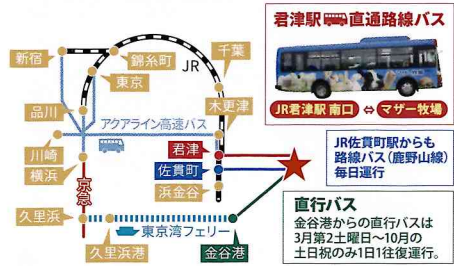 君津駅 直通路線バス
JR君津駅 南口 ⇔ マザー牧場
新宿
錦糸町
JR
千葉
東京
品川
木更津
アクアライン高速バス
川崎
君津
横浜
佐貫町
JR佐貫町駅からも
路線バス(鹿野山線)
毎日運行
浜金谷
京急
久里浜
東京湾フェリー
久里浜港
金谷港
直行バス
金谷港からの直行バスは
3月第2土曜日~10月の
土日祝のみ1日1往復運行。